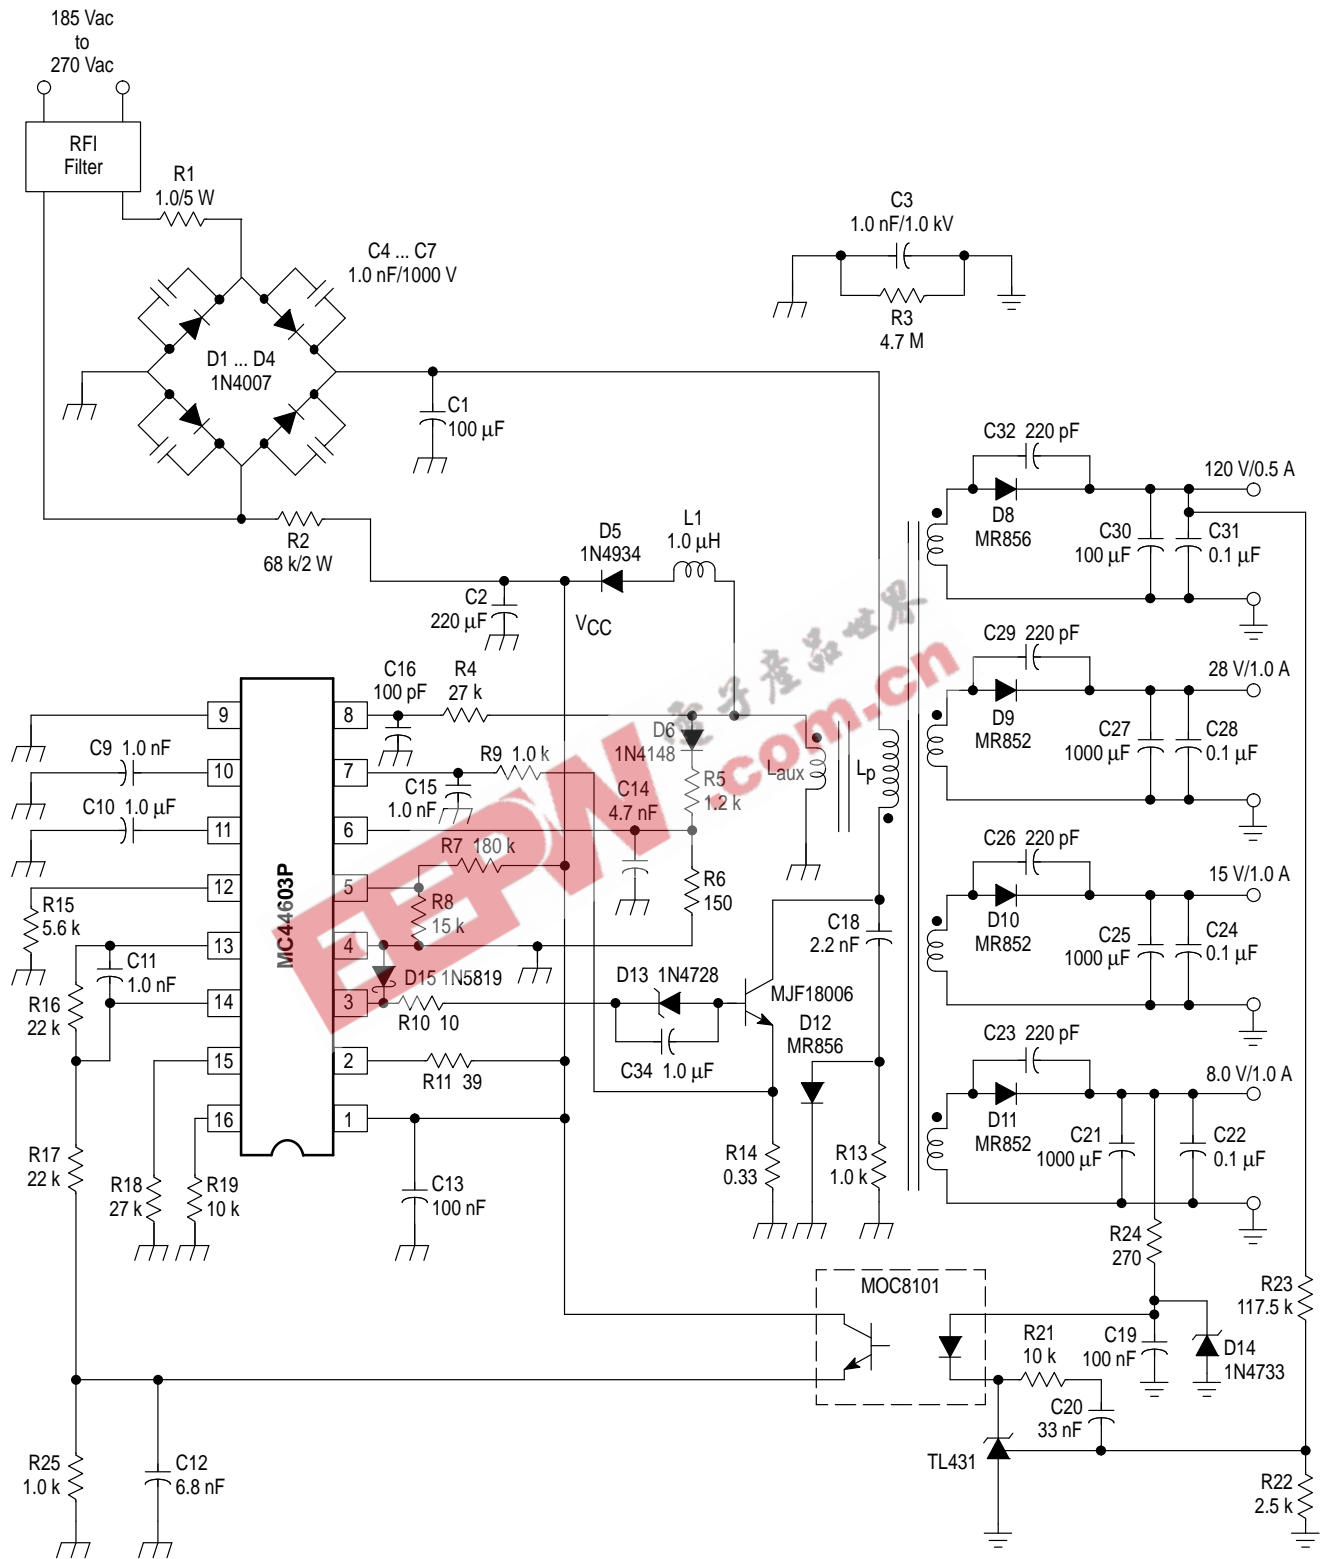 185 Vac
to
270 Vac
RFI
Filter
R1
1.0/5 W
C4 ... C7
1.0 nF/1000 V
D1 ... D4
1N4007
C3
1.0 nF/1.0 kV
R3
4.7 M
C1
100 µF
R2
68 k/2 W
D5
1N4934
L1
1.0 µH
C2
220 µF
VCC
C32 220 pF
120 V/0.5 A
D8
MR856
C30
100 µF
C31
0.1 µF
C29 220 pF
28 V/1.0 A
D9
MR852
C27
1000 µF
C28
0.1 µF
C26 220 pF
15 V/1.0 A
D10
MR852
C25
1000 µF
C24
0.1 µF
C23 220 pF
8.0 V/1.0 A
D11
MR852
C21
1000 µF
C22
0.1 µF
C16
100 pF
R4
27 k
9
8
D6
1N4148
C9 1.0 nF
10
7
R9 1.0 k
C15
1.0 nF
C14
4.7 nF
R5
1.2 k
Laux
Lp
C10 1.0 µF
11
6
R7 180 k
MC44603P
12
5
R6
150
R15
5.6 k
R8
15 k
C18
2.2 nF
13
4
C11
1.0 nF
D15 1N5819
D13 1N4728
MJF18006
R16
22 k
14
3
R10 10
D12
MR856
C34 1.0 µF
15
2
R11 39
16
1
R17
22 k
R18
27 k
R19
10 k
C13
100 nF
R14
0.33
R13
1.0 k
R24
270
MOC8101
R23
117.5 k
R21
10 k
C19
100 nF
D14
1N4733
C20
33 nF
TL431
R25
1.0 k
C12
6.8 nF
R22
2.5 k
EEPW
.com.cn
電子產品世界